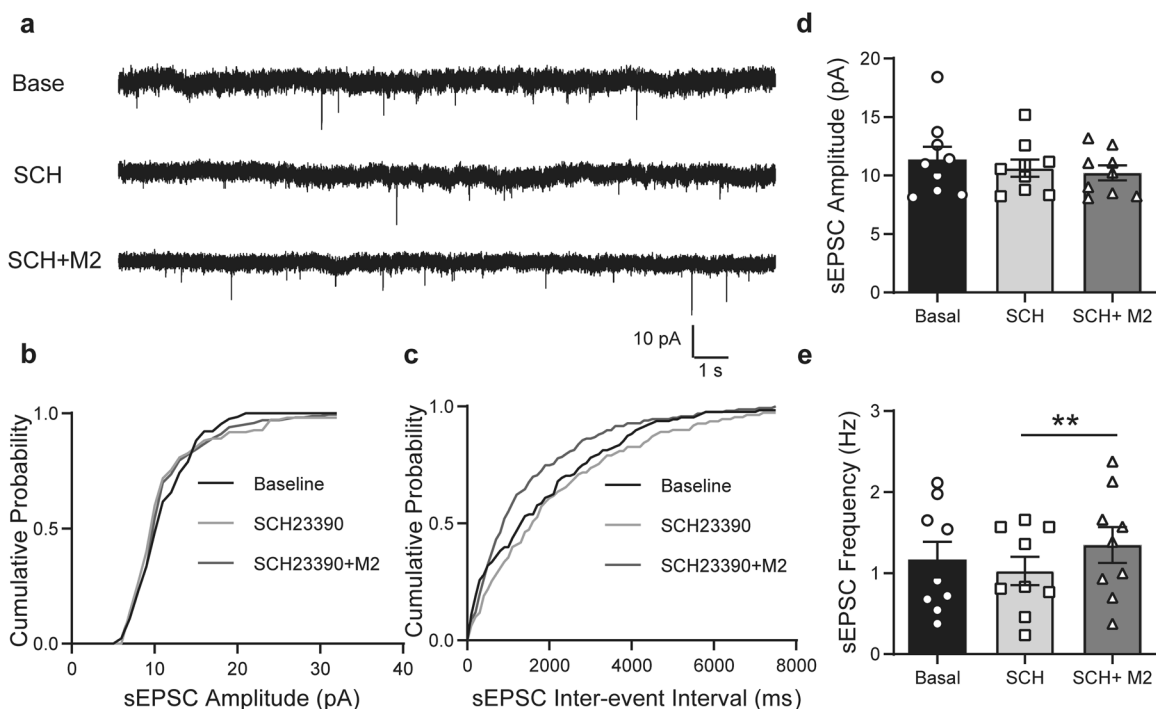 a
Base
SCH
SCH+M2
10 pA
1 s
b
Cumulative Probability
1.0
0.5
0.0
0
10
20
30
40
Baseline
SCH23390
SCH23390+M2
sEPSC Amplitude (pA)
c
Cumulative Probability
1.0
0.5
0.0
0
2000
4000
6000
8000
Baseline
SCH23390
SCH23390+M2
sEPSC Inter-event Interval (ms)
d
sEPSC Amplitude (pA)
20
15
10
5
0
Basal
SCH
SCH+ M2
e
sEPSC Frequency (Hz)
3
2
1
0
**
Basal
SCH
SCH+ M2